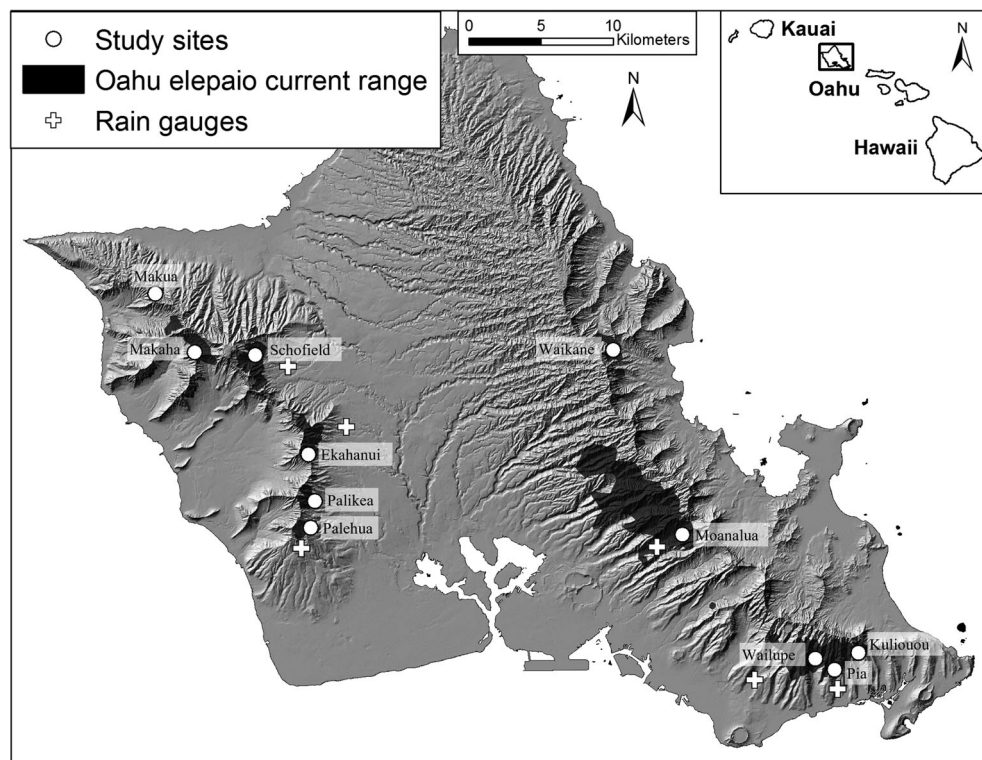 Study sites
Oahu elepaio current range
Rain gauges
0 5 10
Kilometers
N
N
Kauai
Oahu
Hawaii
Makua
Makaha
Schofield
Waikane
Ekahanui
Palikea
Palehua
Moanalua
Wailupe
Kuliouou
Pia